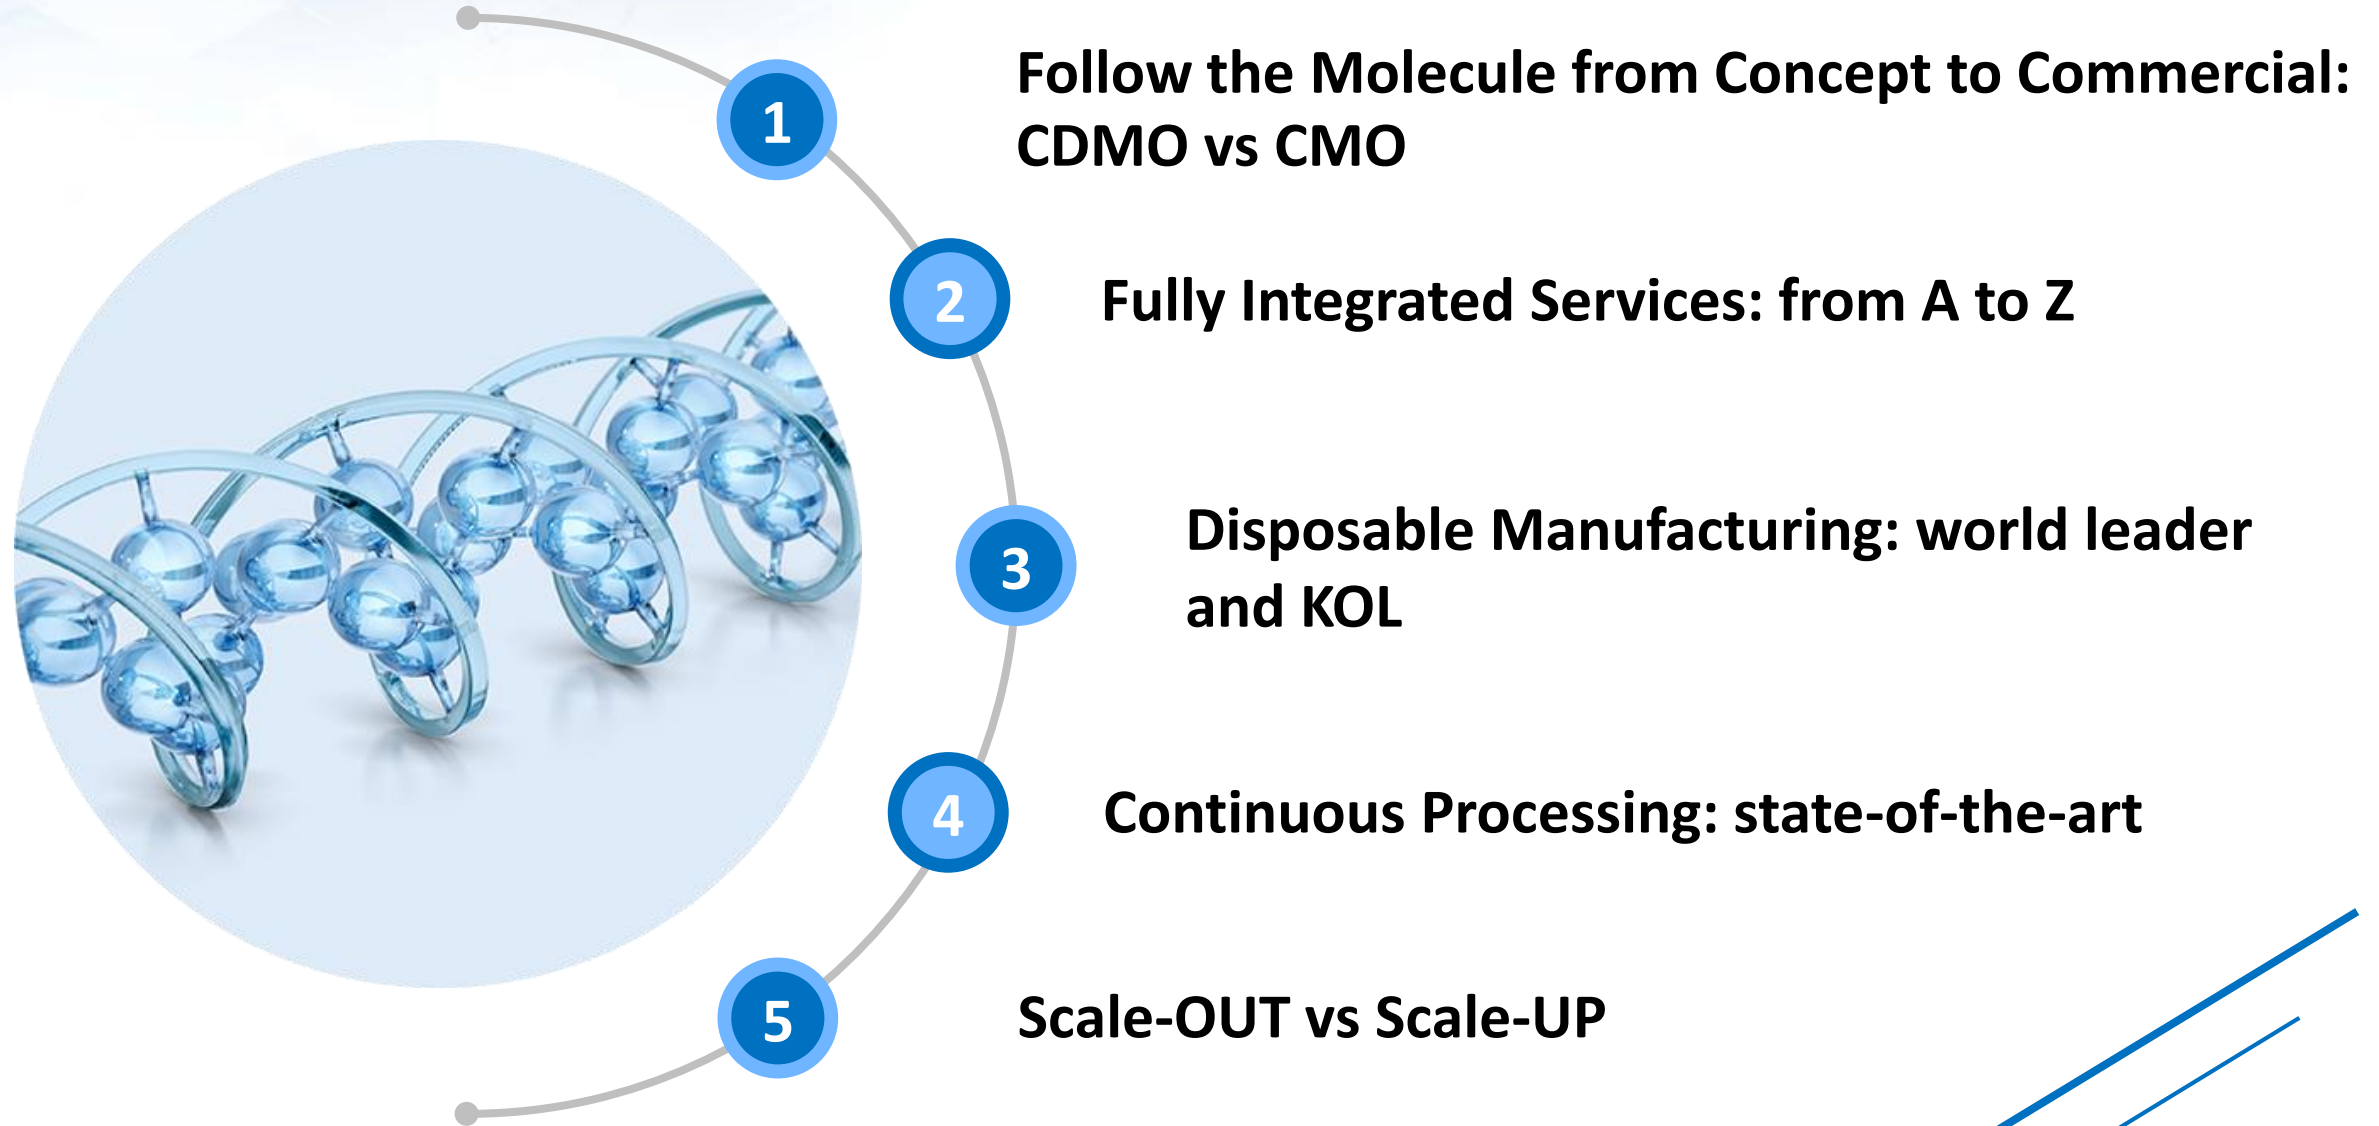 1
Follow the Molecule from Concept to Commercial:
CDMO vs CMO
2
Fully Integrated Services: from A to Z
3
Disposable Manufacturing: world leader
and KOL
4
Continuous Processing: state-of-the-art
5
Scale-OUT vs Scale-UP